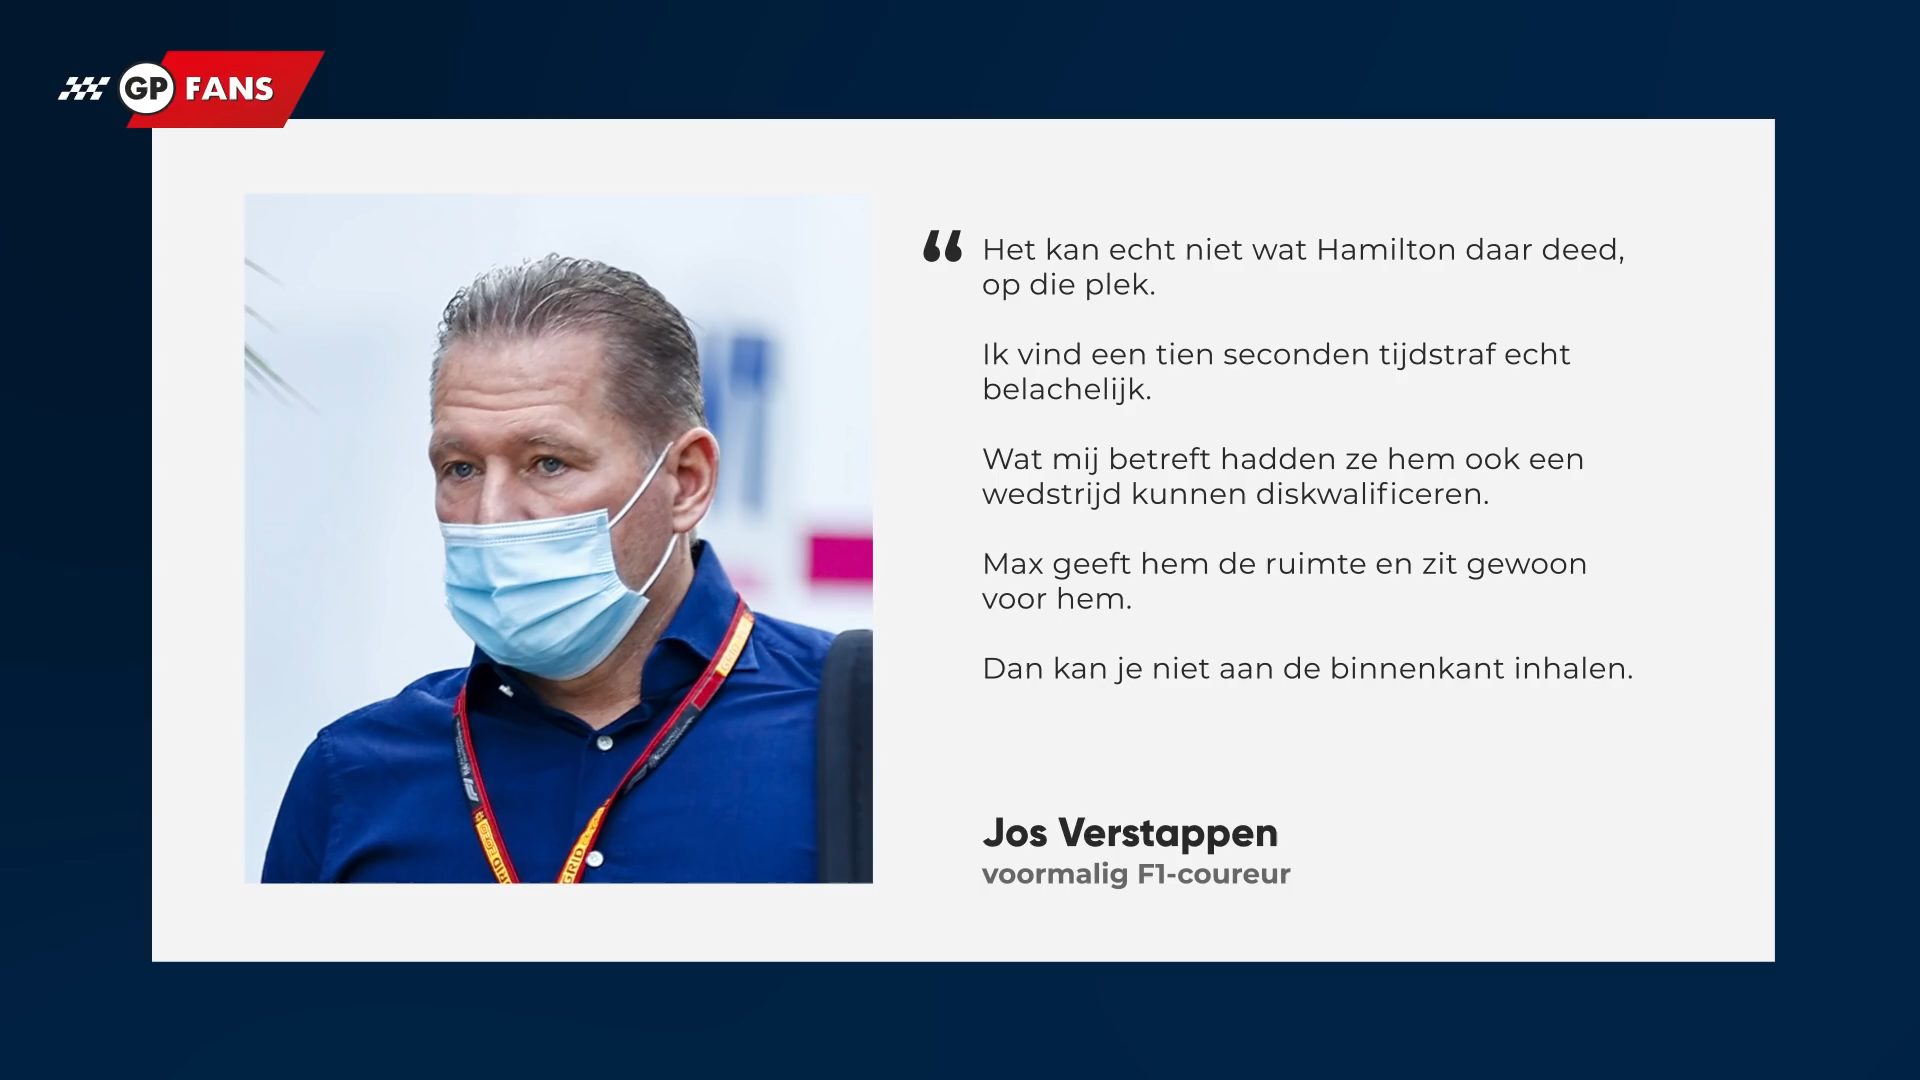 GP FANS
“ Het kan echt niet wat Hamilton daar deed,
op die plek.
Ik vind een tien seconden tijdstraf echt
belachelijk.
Wat mij betreft hadden ze hem ook een
wedstrijd kunnen diskwalificeren.
Max geeft hem de ruimte en zit gewoon
voor hem.
Dan kan je niet aan de binnenkant inhalen.
Jos Verstappen
voormalig F1-coureur
GRID